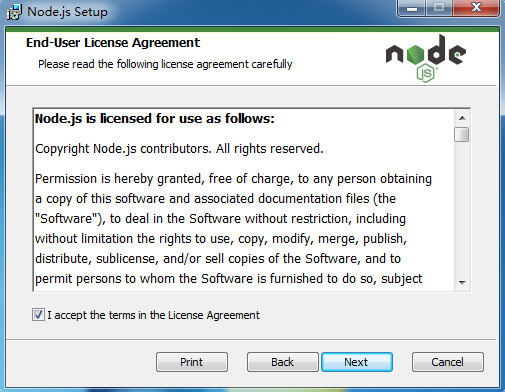 Node.js Setup
End-User License Agreement
Please read the following license agreement carefully
node
JS
Node.js is licensed for use as follows:
Copyright Node.js contributors. All rights reserved.
Permission is hereby granted, free of charge, to any person obtaining
a copy of this software and associated documentation files (the
"Software"), to deal in the Software without restriction, including
without limitation the rights to use, copy, modify, merge, publish,
distribute, sublicense, and/or sell copies of the Software, and to
permit persons to whom the Software is furnished to do so, subject
I accept the terms in the License Agreement
Print
Back
Next
Cancel